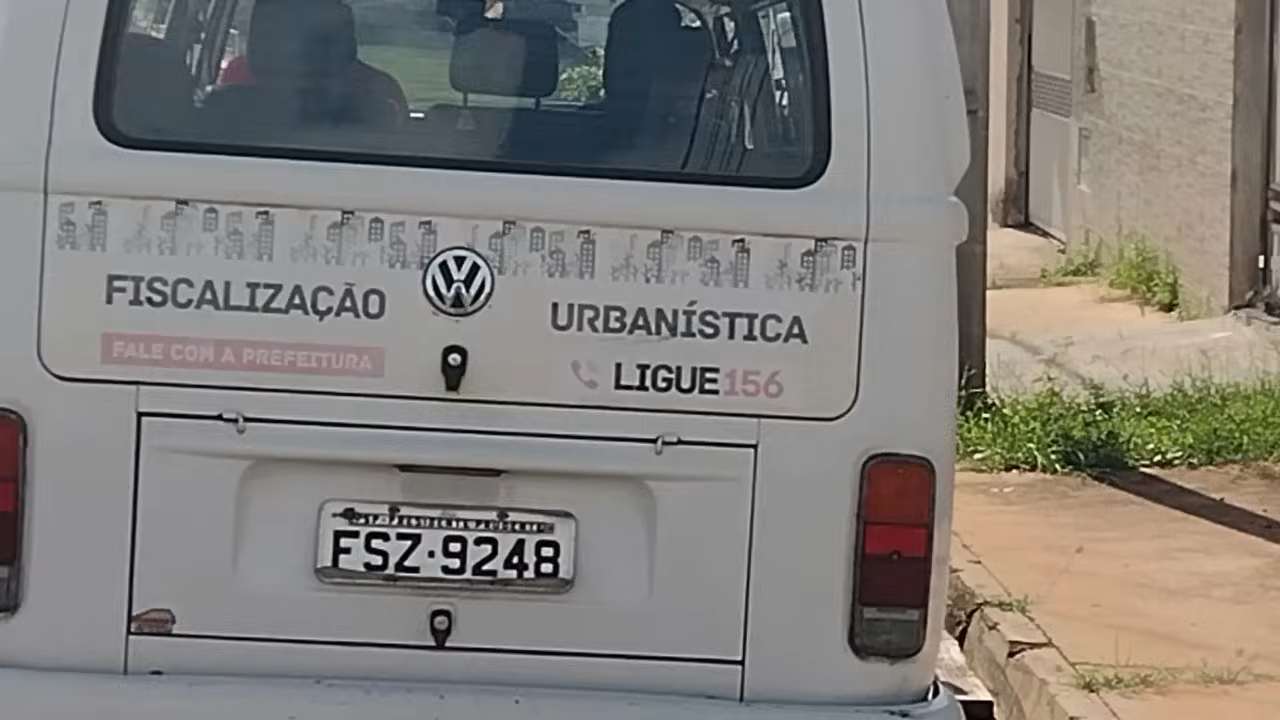 FISCALIZAÇÃO
URBANÍSTICA
FALE COM A PREFEITURA
LIGUE156
FSZ·9248